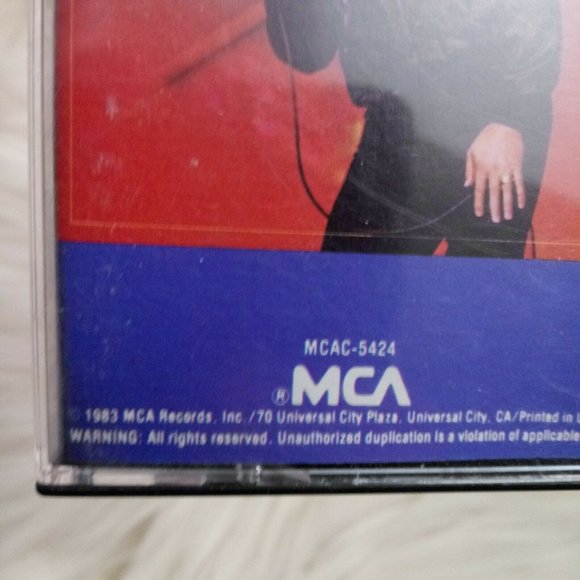 MCAC-5424
® MCA
© 1983 MCA Records, Inc./70 Universal City Plaza, Universal City, CA/Printed in
WARNING: All rights reserved. Unauthorized duplication is a violation of applicable